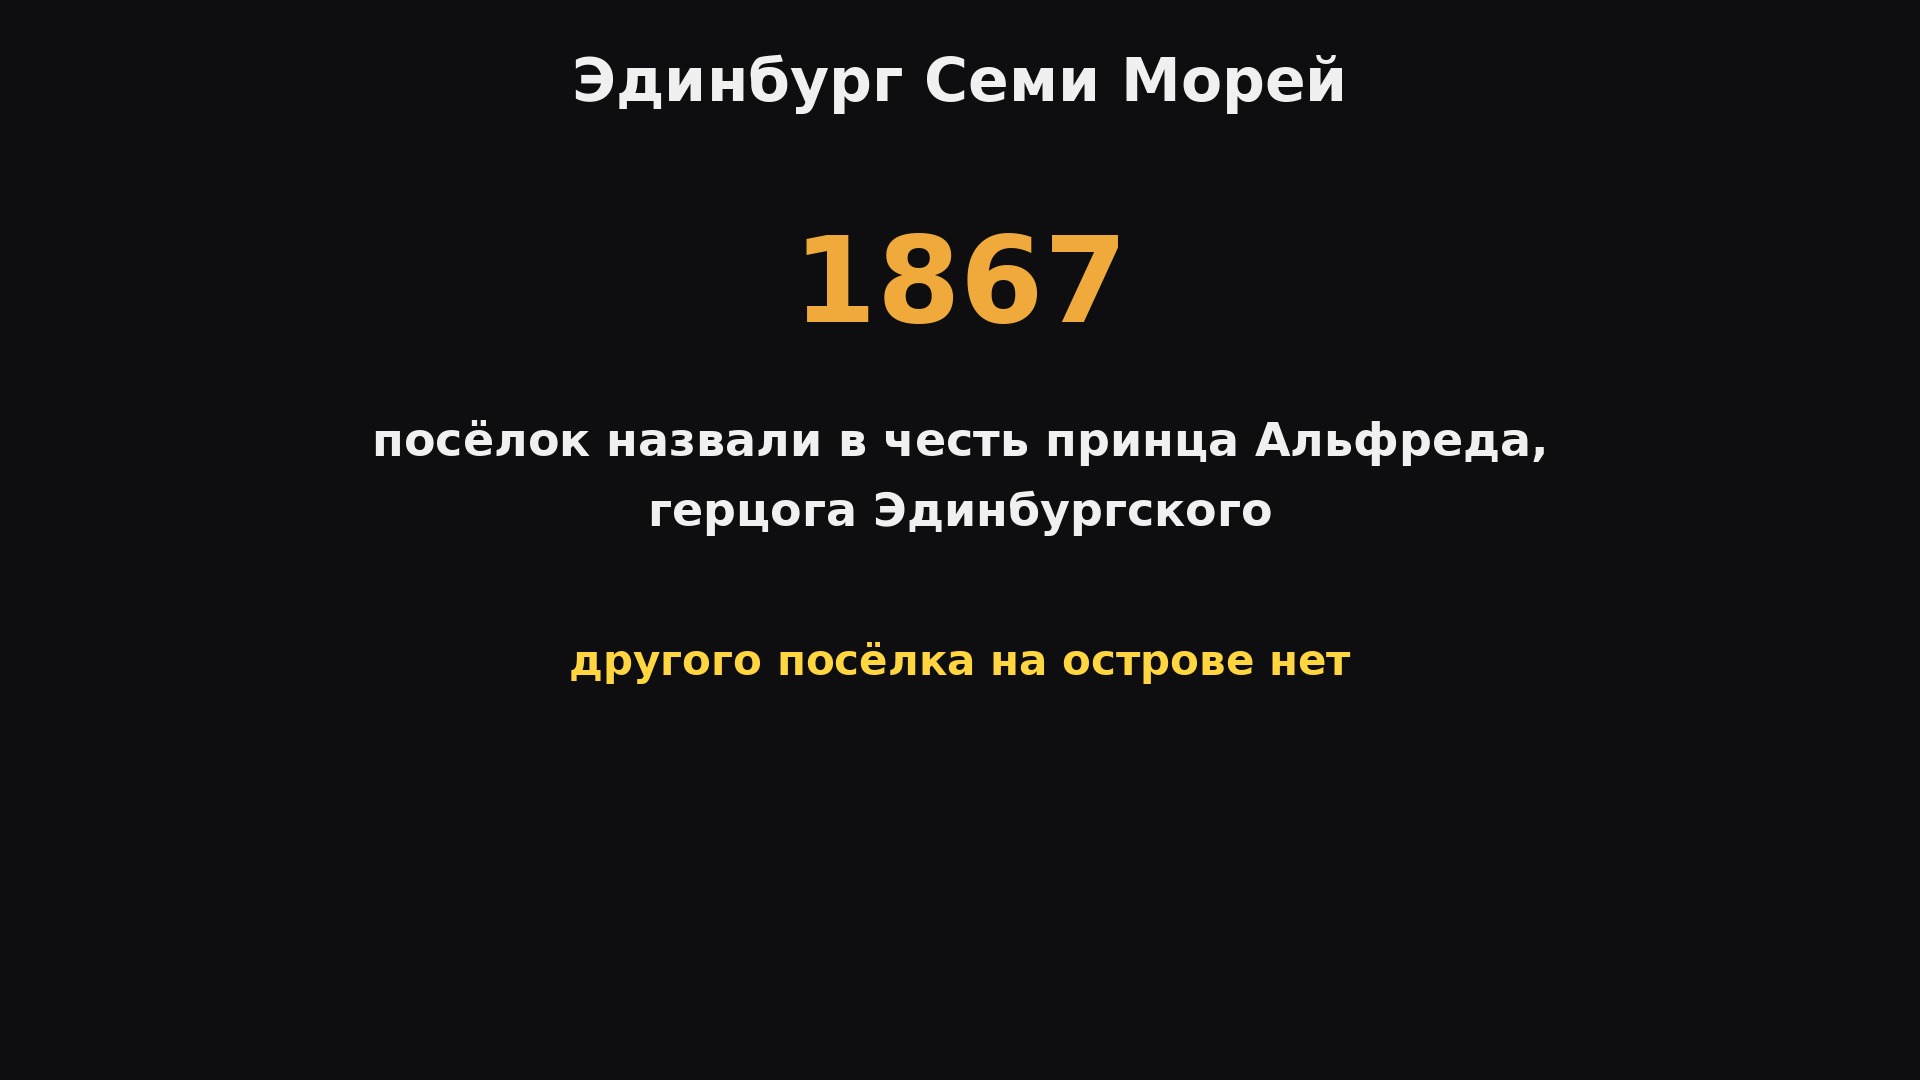 Эдинбург Семи Морей
1867
посёлок назвали в честь принца Альфреда,
герцога Эдинбургского
другого посёлка на острове нет